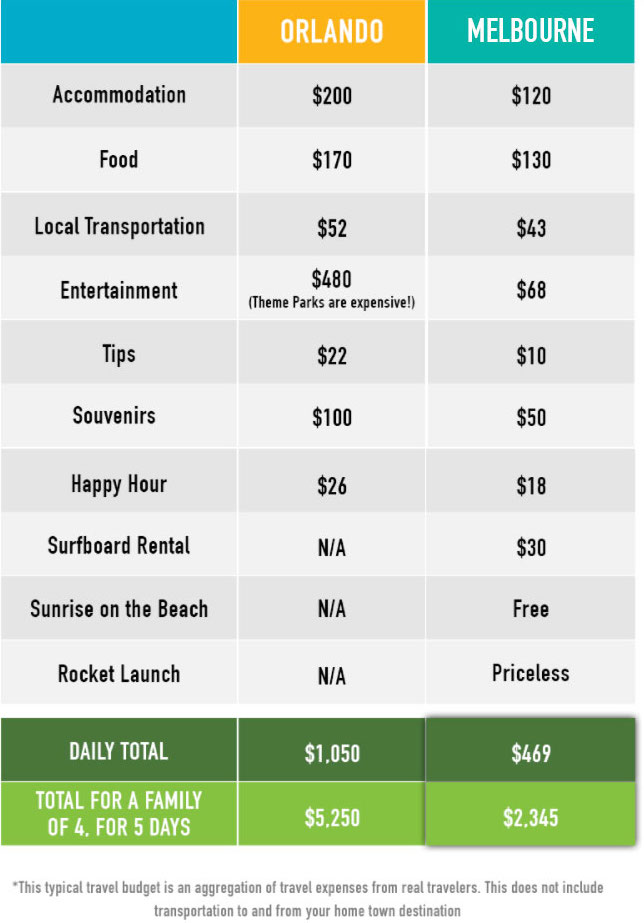 ORLANDO MELBOURNE
Accommodation $200 $120
Food $170 $130
Local Transportation $52 $43
Entertainment $480 $68
(Theme Parks are expensive!)
Tips $22 $10
Souvenirs $100 $50
Happy Hour $26 $18
Surfboard Rental N/A $30
Sunrise on the Beach N/A Free
Rocket Launch N/A Priceless
DAILY TOTAL $1,050 $469
TOTAL FOR A FAMILY
OF 4, FOR 5 DAYS $5,250 $2,345
*This typical travel budget is an aggregation of travel expenses from real travelers. This does not include
transportation to and from your home town destination